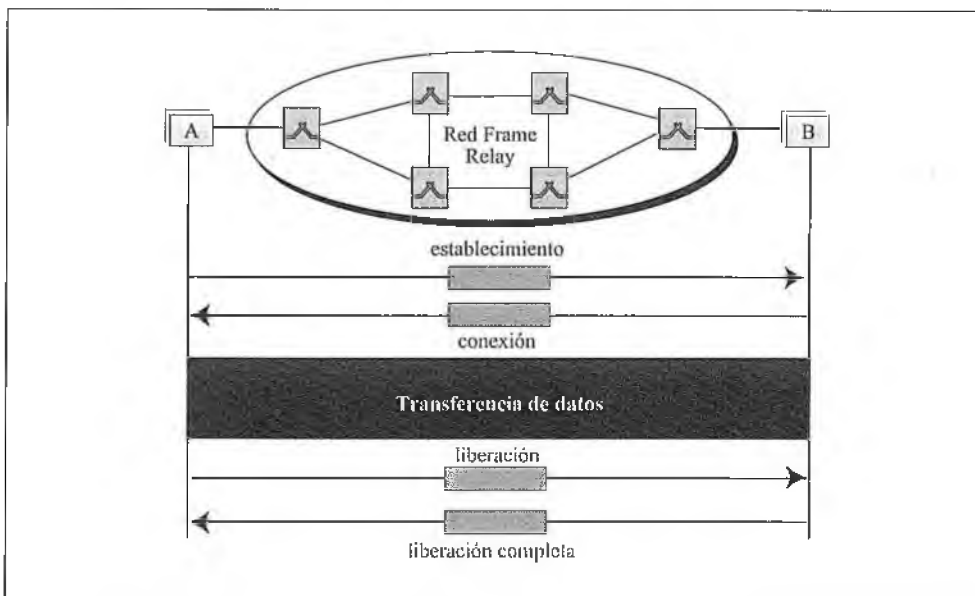 A
B
Red Frame
Relay
establecimiento
conexión
Transferencia de datos
liberación
liberación completa